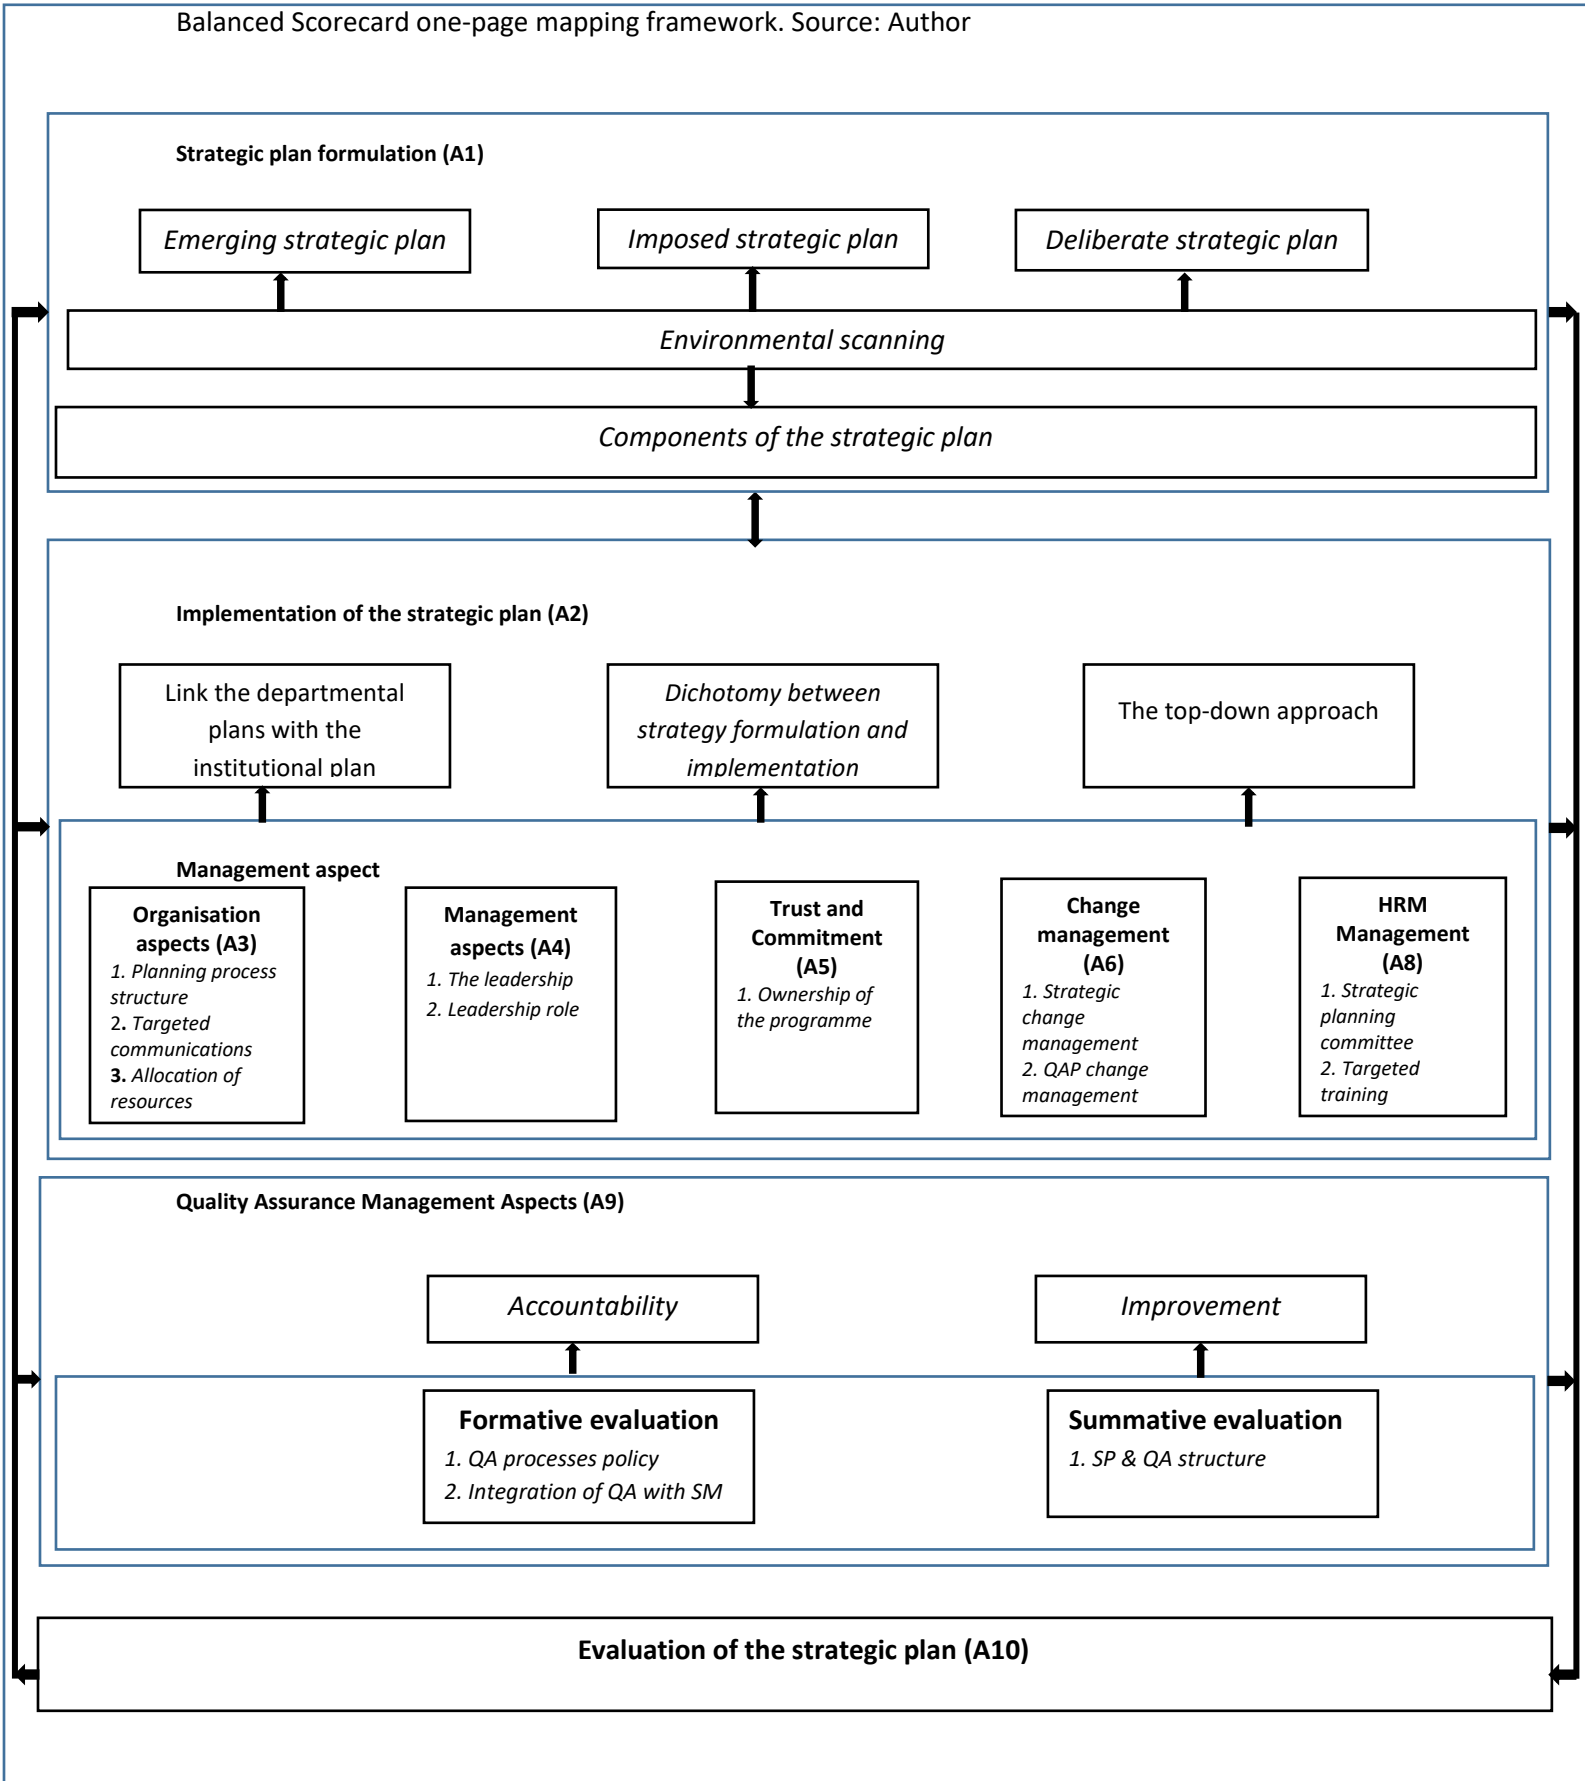 Balanced Scorecard one-page mapping framework. Source: Author
Strategic plan formulation (A1)
Emerging strategic plan
Imposed strategic plan
Deliberate strategic plan
Environmental scanning
Components of the strategic plan
Implementation of the strategic plan (A2)
Link the departmental
plans with the
institutional plan
Dichotomy between
strategy formulation and
implementation
The top-down approach
Management aspect
Organisation
aspects (A3)
1. Planning process
structure
2. Targeted
communications
3. Allocation of
resources
Management
aspects (A4)
1. The leadership
2. Leadership role
Trust and
Commitment
(A5)
1. Ownership of
the programme
Change
management
(A6)
1. Strategic
change
management
2. QAP change
management
HRM
Management
(A8)
1. Strategic
planning
committee
2. Targeted
training
Quality Assurance Management Aspects (A9)
Accountability
Improvement
Formative evaluation
1. QA processes policy
2. Integration of QA with SM
Summative evaluation
1. SP & QA structure
Evaluation of the strategic plan (A10)